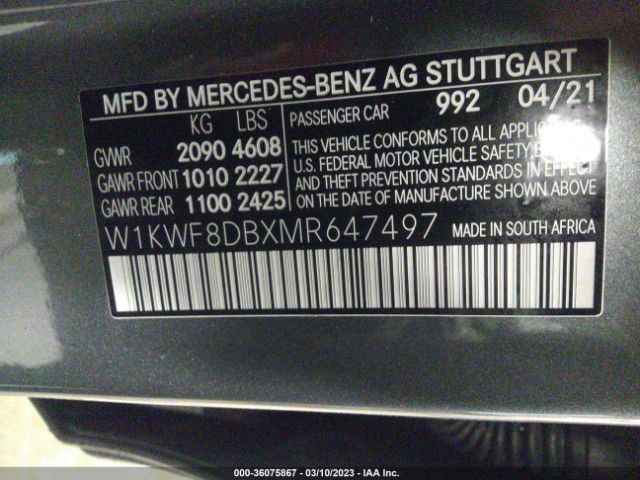 MFD BY MERCEDES-BENZ AG STUTTGART
KG LBS
GVWR 2090 4608
GAWR FRONT 1010 2227
GAWR REAR 1100 2425
PASSENGER CAR 992 04/21
THIS VEHICLE CONFORMS TO ALL
U.S. FEDERAL MOTOR VEHICLE SAFETY
AND THEFT PREVENTION STANDARDS IN EFFECT
ON THE DATE OF MANUFACTURE SHOWN ABOVE
W1KWF8DBXMR647497 MADE IN SOUTH AFRICA
000-36075867 — 03/10/2023 — IAA Inc.